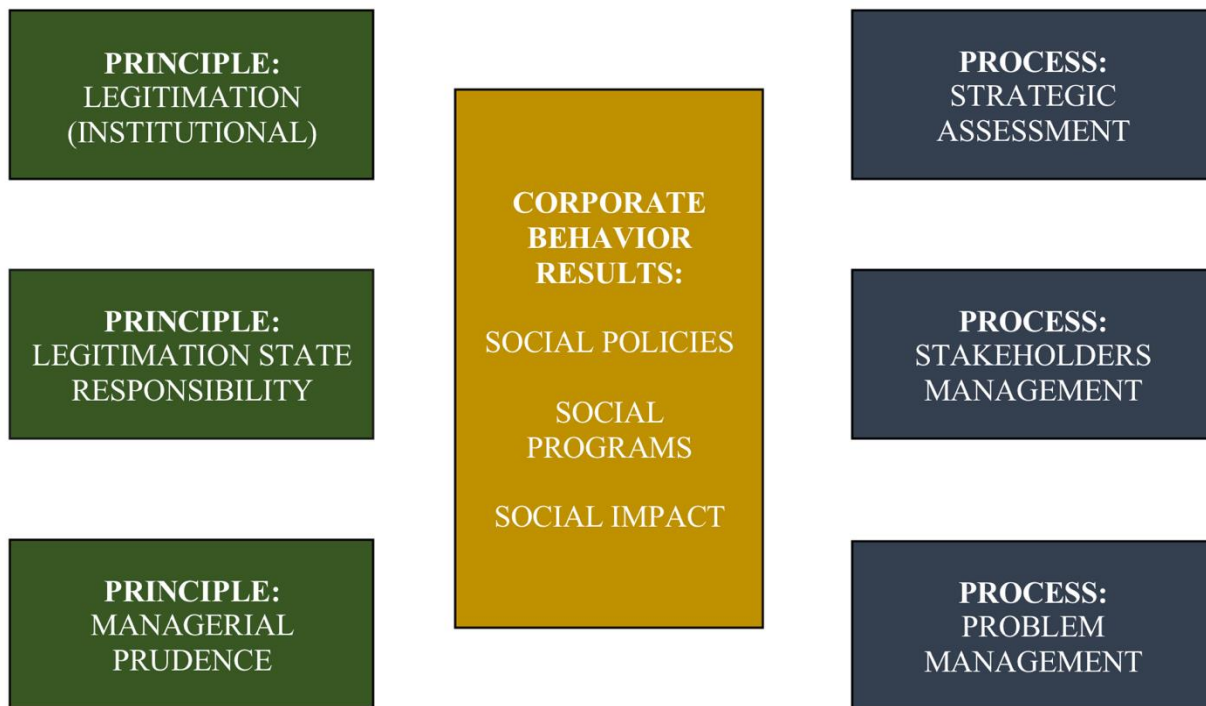 PRINCIPLE:
LEGITIMATION
(INSTITUTIONAL)
PRINCIPLE:
LEGITIMATION STATE
RESPONSIBILITY
PRINCIPLE:
MANAGERIAL
PRUDENCE
CORPORATE
BEHAVIOR
RESULTS:
SOCIAL POLICIES
SOCIAL
PROGRAMS
SOCIAL IMPACT
PROCESS:
STRATEGIC
ASSESSMENT
PROCESS:
STAKEHOLDERS
MANAGEMENT
PROCESS:
PROBLEM
MANAGEMENT